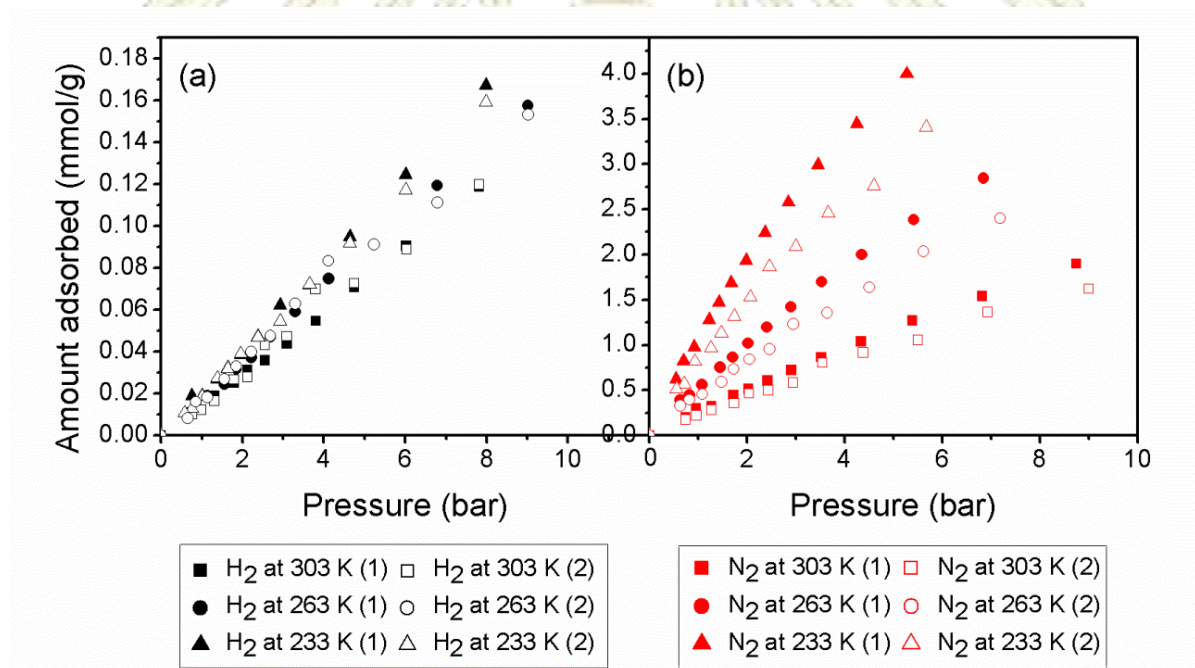 (a)
(b)
Amount adsorbed (mmol/g)
0.18
0.16
0.14
0.12
0.10
0.08
0.06
0.04
0.02
0.00
4.0
3.5
3.0
2.5
2.0
1.5
1.0
0.5
0.0
0 2 4 6 8 10
0 2 4 6 8 10
Pressure (bar)
Pressure (bar)
H2 at 303 K (1) H2 at 303 K (2)
H2 at 263 K (1) H2 at 263 K (2)
H2 at 233 K (1) H2 at 233 K (2)
N2 at 303 K (1) N2 at 303 K (2)
N2 at 263 K (1) N2 at 263 K (2)
N2 at 233 K (1) N2 at 233 K (2)